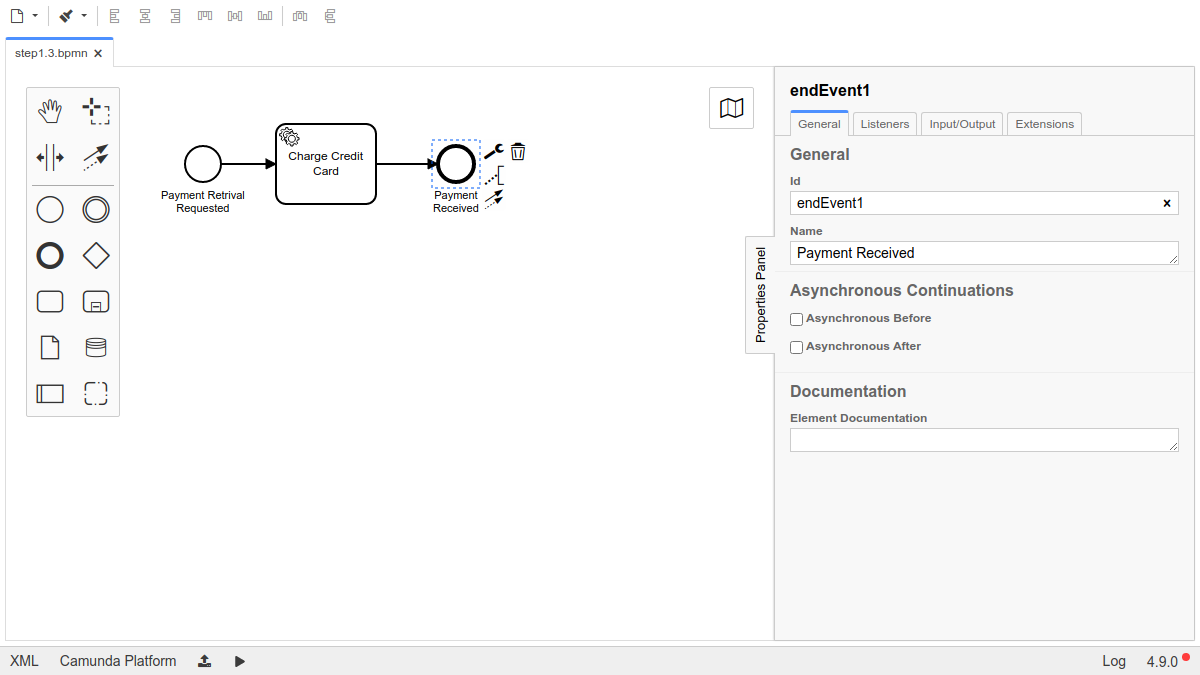 step1.3.bpmn
Charge Credit
Card
Payment Retrival
Requested
Payment
Received
Properties Panel
endEvent1
General
Listeners
Input/Output
Extensions
General
Id
endEvent1
Name
Payment Received
Asynchronous Continuations
Asynchronous Before
Asynchronous After
Documentation
Element Documentation
XML
Camunda Platform
Log
4.9.0